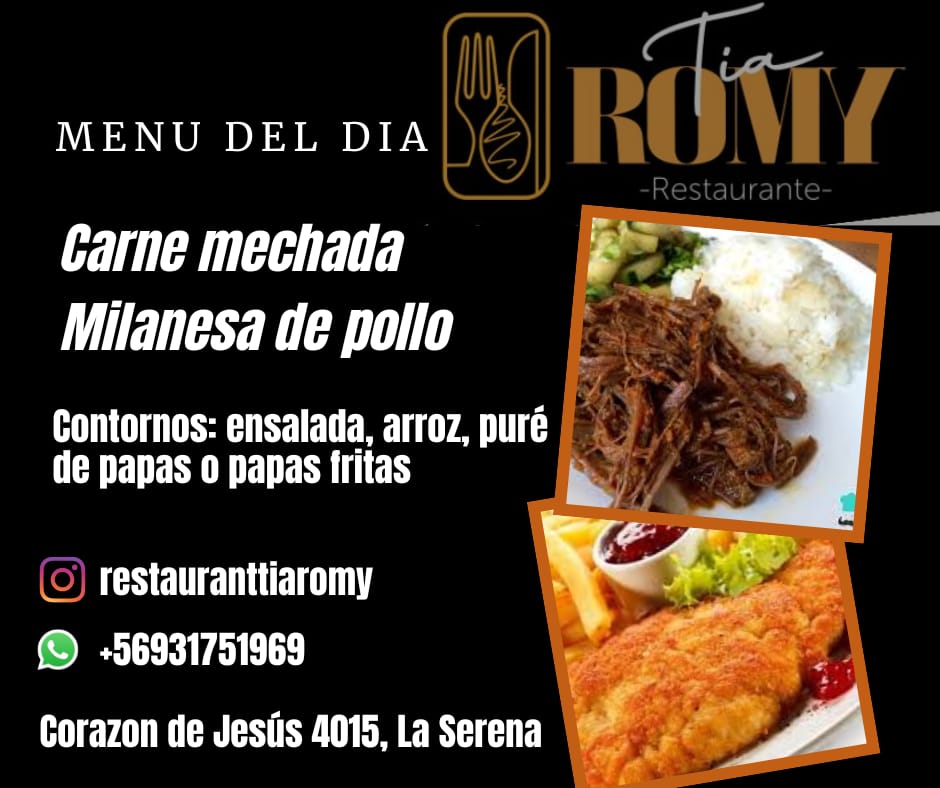 Tia
ROMY
-Restaurante-
MENU DEL DIA
Carne mechada
Milanesa de pollo
Contornos: ensalada, arroz, puré
de papas o papas fritas
restauranttiaromy
+56931751969
Corazon de Jesús 4015, La Serena